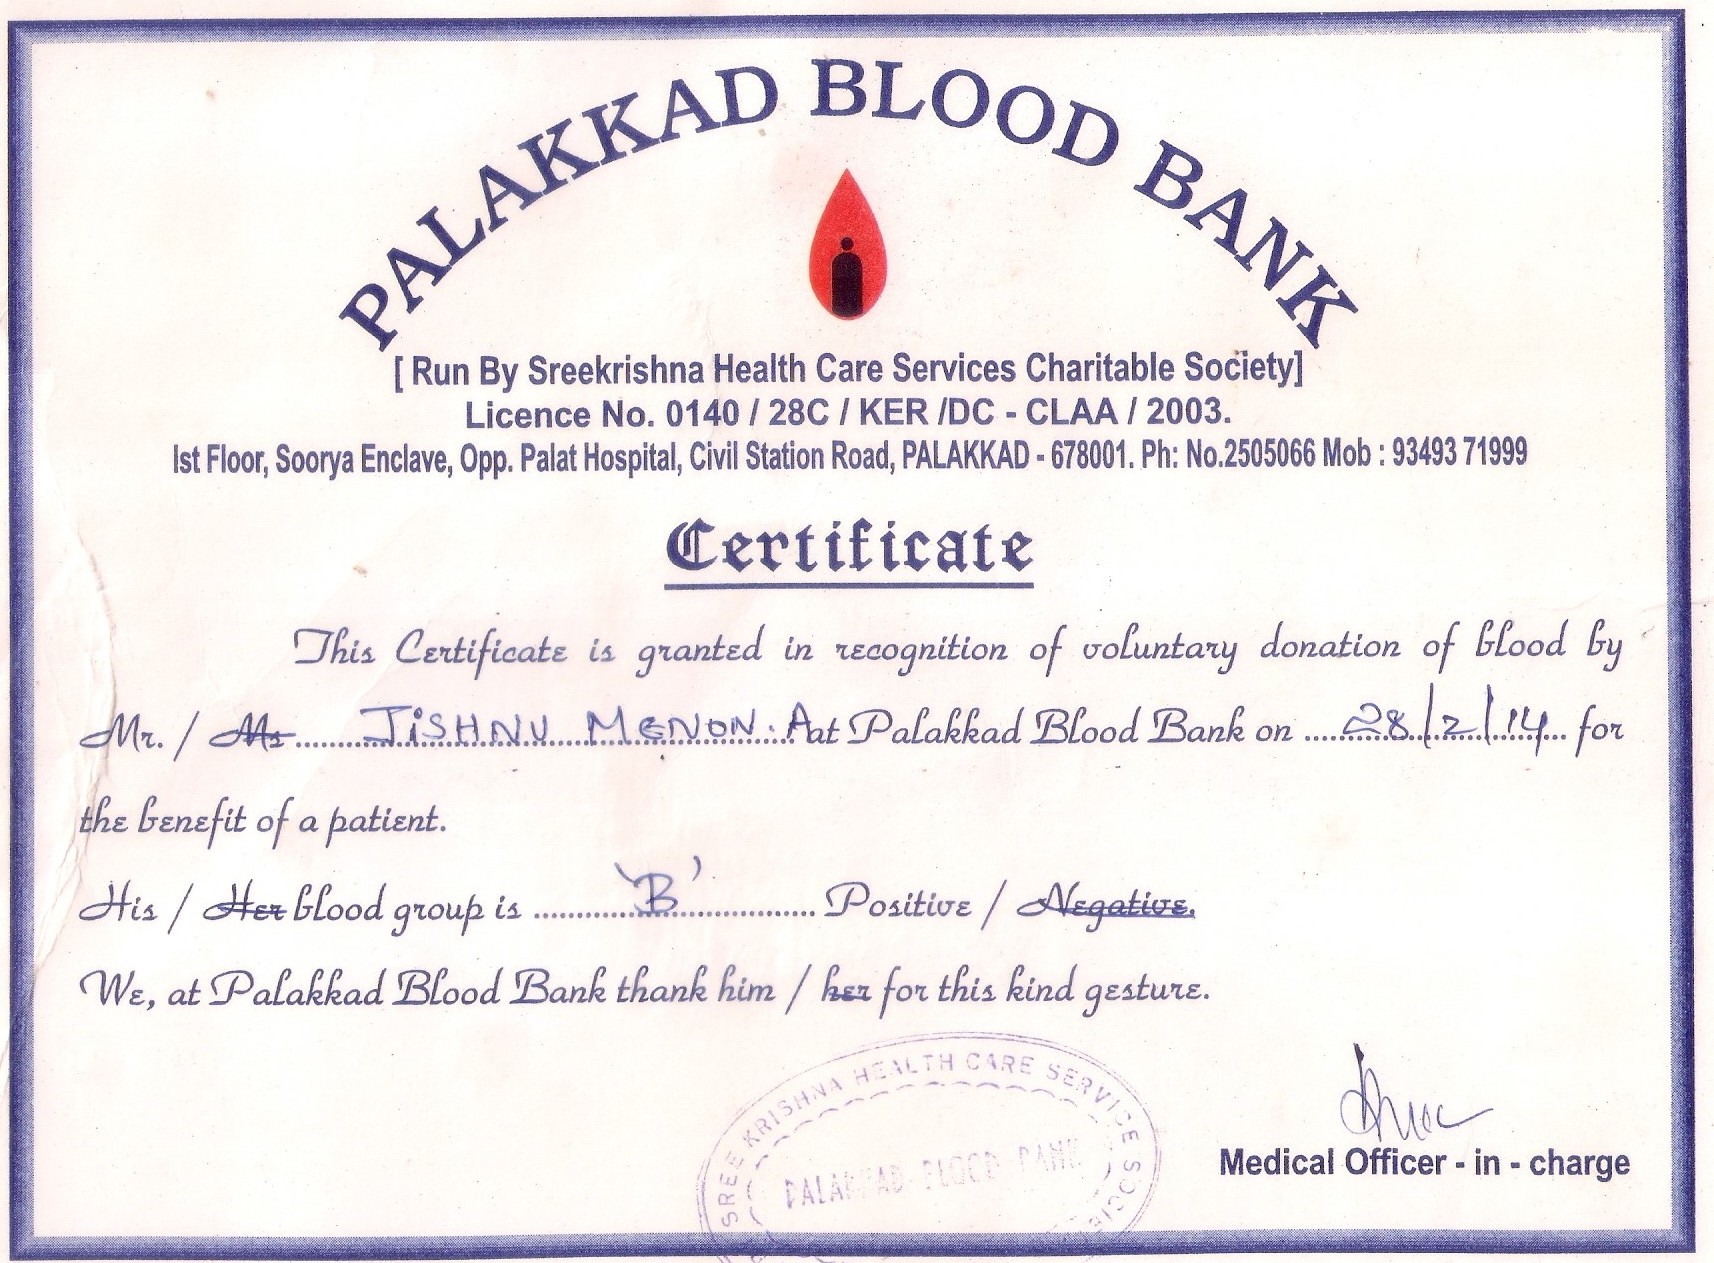 PALAKKAD BLOOD BANK
[ Run By Sreekrishna Health Care Services Charitable Society]
Licence No. 0140 / 28C / KER /DC - CLAA / 2003.
Ist Floor, Soorya Enclave, Opp. Palat Hospital, Civil Station Road, PALAKKAD - 678001. Ph: No.2505066 Mob : 93493 71999
Certificate
This Certificate is granted in recognition of voluntary donation of blood by
Mr. / Ms JISHNU MENON. A at Palakkad Blood Bank on 28/2/14 for
the benefit of a patient.
His / Her blood group is 'B' Positive / Negative.
We, at Palakkad Blood Bank thank him / her for this kind gesture.
SREE KRISHNA HEALTH CARE SERVICE
PALAKKAD BLOOD BANK
Medical Officer - in - charge